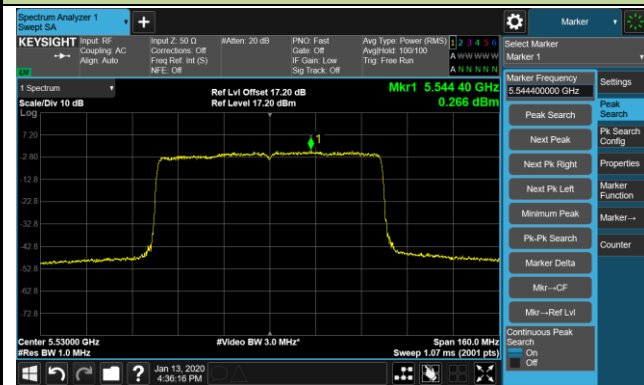 Spectrum Analyzer 1
Swept SA
+
Marker
KEYSIGHT
Input: RF
Coupling: AC
Align: Auto
Input Z: 50 Ω
Corrections: Off
Freq Ref: Int (S)
NFE: Off
#Atten: 20 dB
PNO: Fast
Gate: Off
IF Gain: Low
Sig Track: Off
Avg Type: Power (RMS)
Avg|Hold: 100/100
Trig: Free Run
1 2 3 4 5 6
A W W W W W
A N N N N N
Select Marker
Marker 1
1 Spectrum
Scale/Div 10 dB
Log
Ref Lvl Offset 17.20 dB
Ref Level 17.20 dBm
Mkr1 5.544 40 GHz
0.266 dBm
1
7.20
-2.80
-12.8
-22.8
-32.8
-42.8
-52.8
-62.8
-72.8
Center 5.53000 GHz
#Res BW 1.0 MHz
#Video BW 3.0 MHz*
Span 160.0 MHz
Sweep 1.07 ms (2001 pts)
Marker Frequency
5.544400000 GHz
Peak Search
Next Peak
Next Pk Right
Next Pk Left
Minimum Peak
Pk-Pk Search
Marker Delta
Mkr→CF
Mkr→Ref Lvl
Continuous Peak
Search
On
Off
Settings
Peak
Search
Pk Search
Config
Properties
Marker
Function
Marker→
Counter
?
Jan 13, 2020
4:36:16 PM